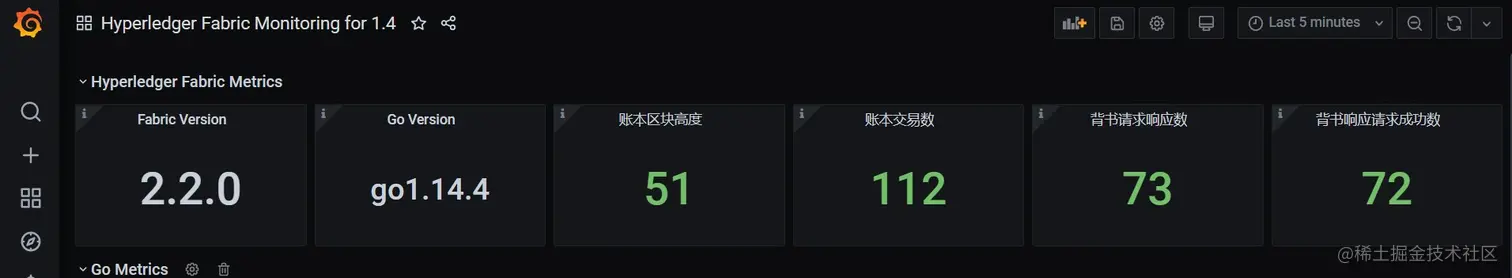 Hyperledger Fabric Monitoring for 1.4
Last 5 minutes
Hyperledger Fabric Metrics
Fabric Version
Go Version
账本区块高度
账本交易数
背书请求响应数
背书响应请求成功数
2.2.0
go1.14.4
51
112
73
72
Go Metrics
@稀土掘金技术社区